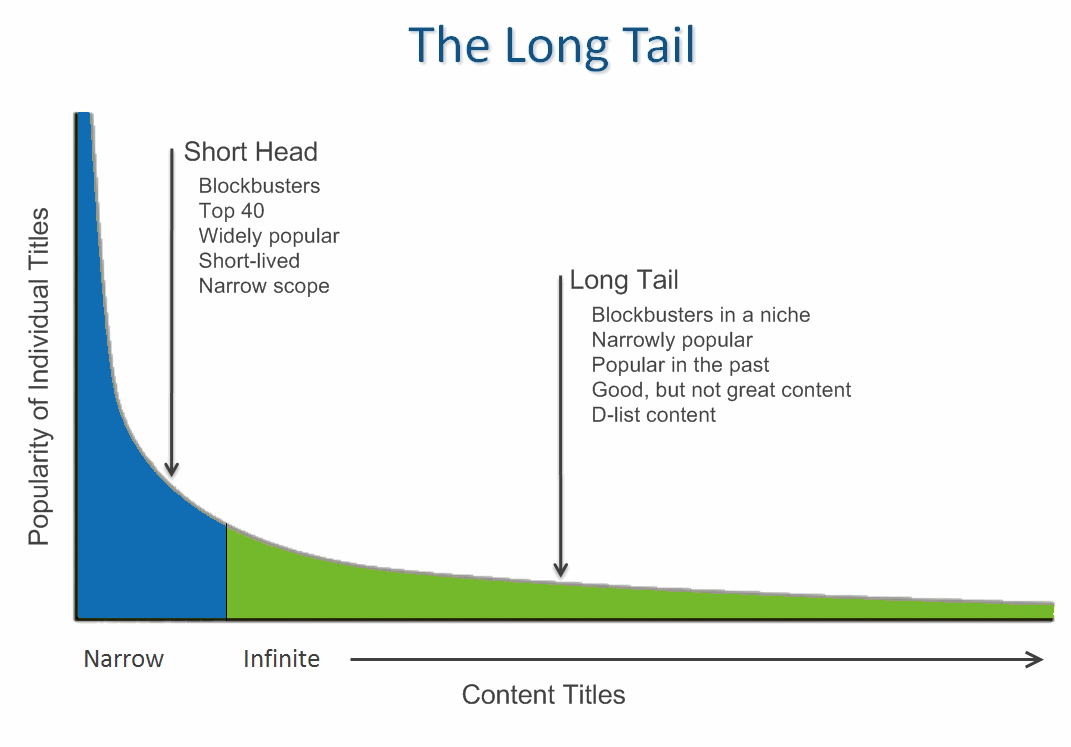 The Long Tail
Short Head
Blockbusters
Top 40
Widely popular
Short-lived
Narrow scope
Long Tail
Blockbusters in a niche
Narrowly popular
Popular in the past
Good, but not great content
D-list content
Popularity of Individual Titles
Narrow
Infinite
Content Titles